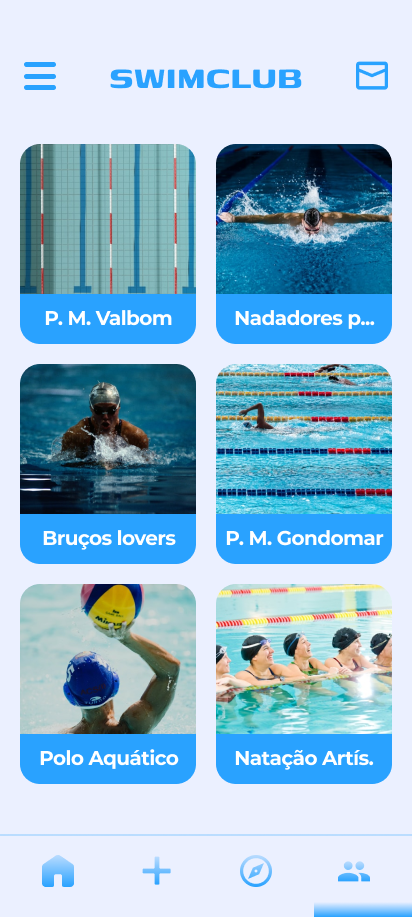 SWIMCLUB
P. M. Valbom
Nadadores p...
Bruços lovers
P. M. Gondomar
Polo Aquático
Natação Artís.